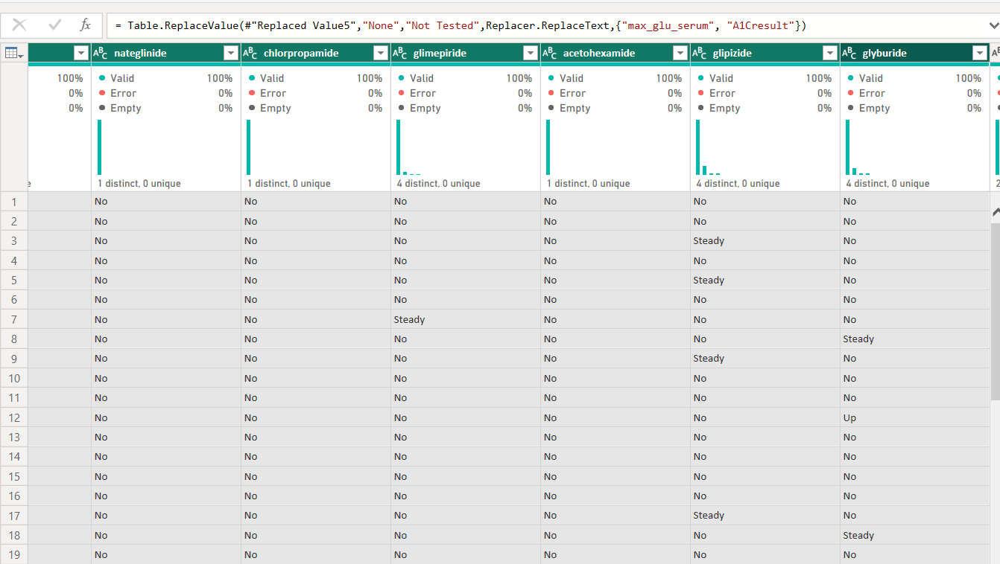 fx = Table.ReplaceValue(#"Replaced Value5","None","Not Tested",Replacer.ReplaceText,{"max_glu_serum", "A1Cresult"})
ABC nateglinide ABC chlorpropamide ABC glimepiride ABC acetohexamide ABC glipizide ABC glyburide
100% Valid 100% Valid 100% Valid 100% Valid 100% Valid 100% Valid 100%
0% Error 0% Error 0% Error 0% Error 0% Error 0% Error 0%
0% Empty 0% Empty 0% Empty 0% Empty 0% Empty 0% Empty 0%
1 distinct, 0 unique 1 distinct, 0 unique 4 distinct, 0 unique 1 distinct, 0 unique 4 distinct, 0 unique 4 distinct, 0 unique 2
1 No No No No No No
2 No No No No No No
3 No No No No Steady No
4 No No No No No No
5 No No No No Steady No
6 No No No No No No
7 No No Steady No No No
8 No No No No No Steady
9 No No No No Steady No
10 No No No No No No
11 No No No No No No
12 No No No No No Up
13 No No No No No No
14 No No No No No No
15 No No No No No No
16 No No No No No No
17 No No No No Steady No
18 No No No No No Steady
19 No No No No No No